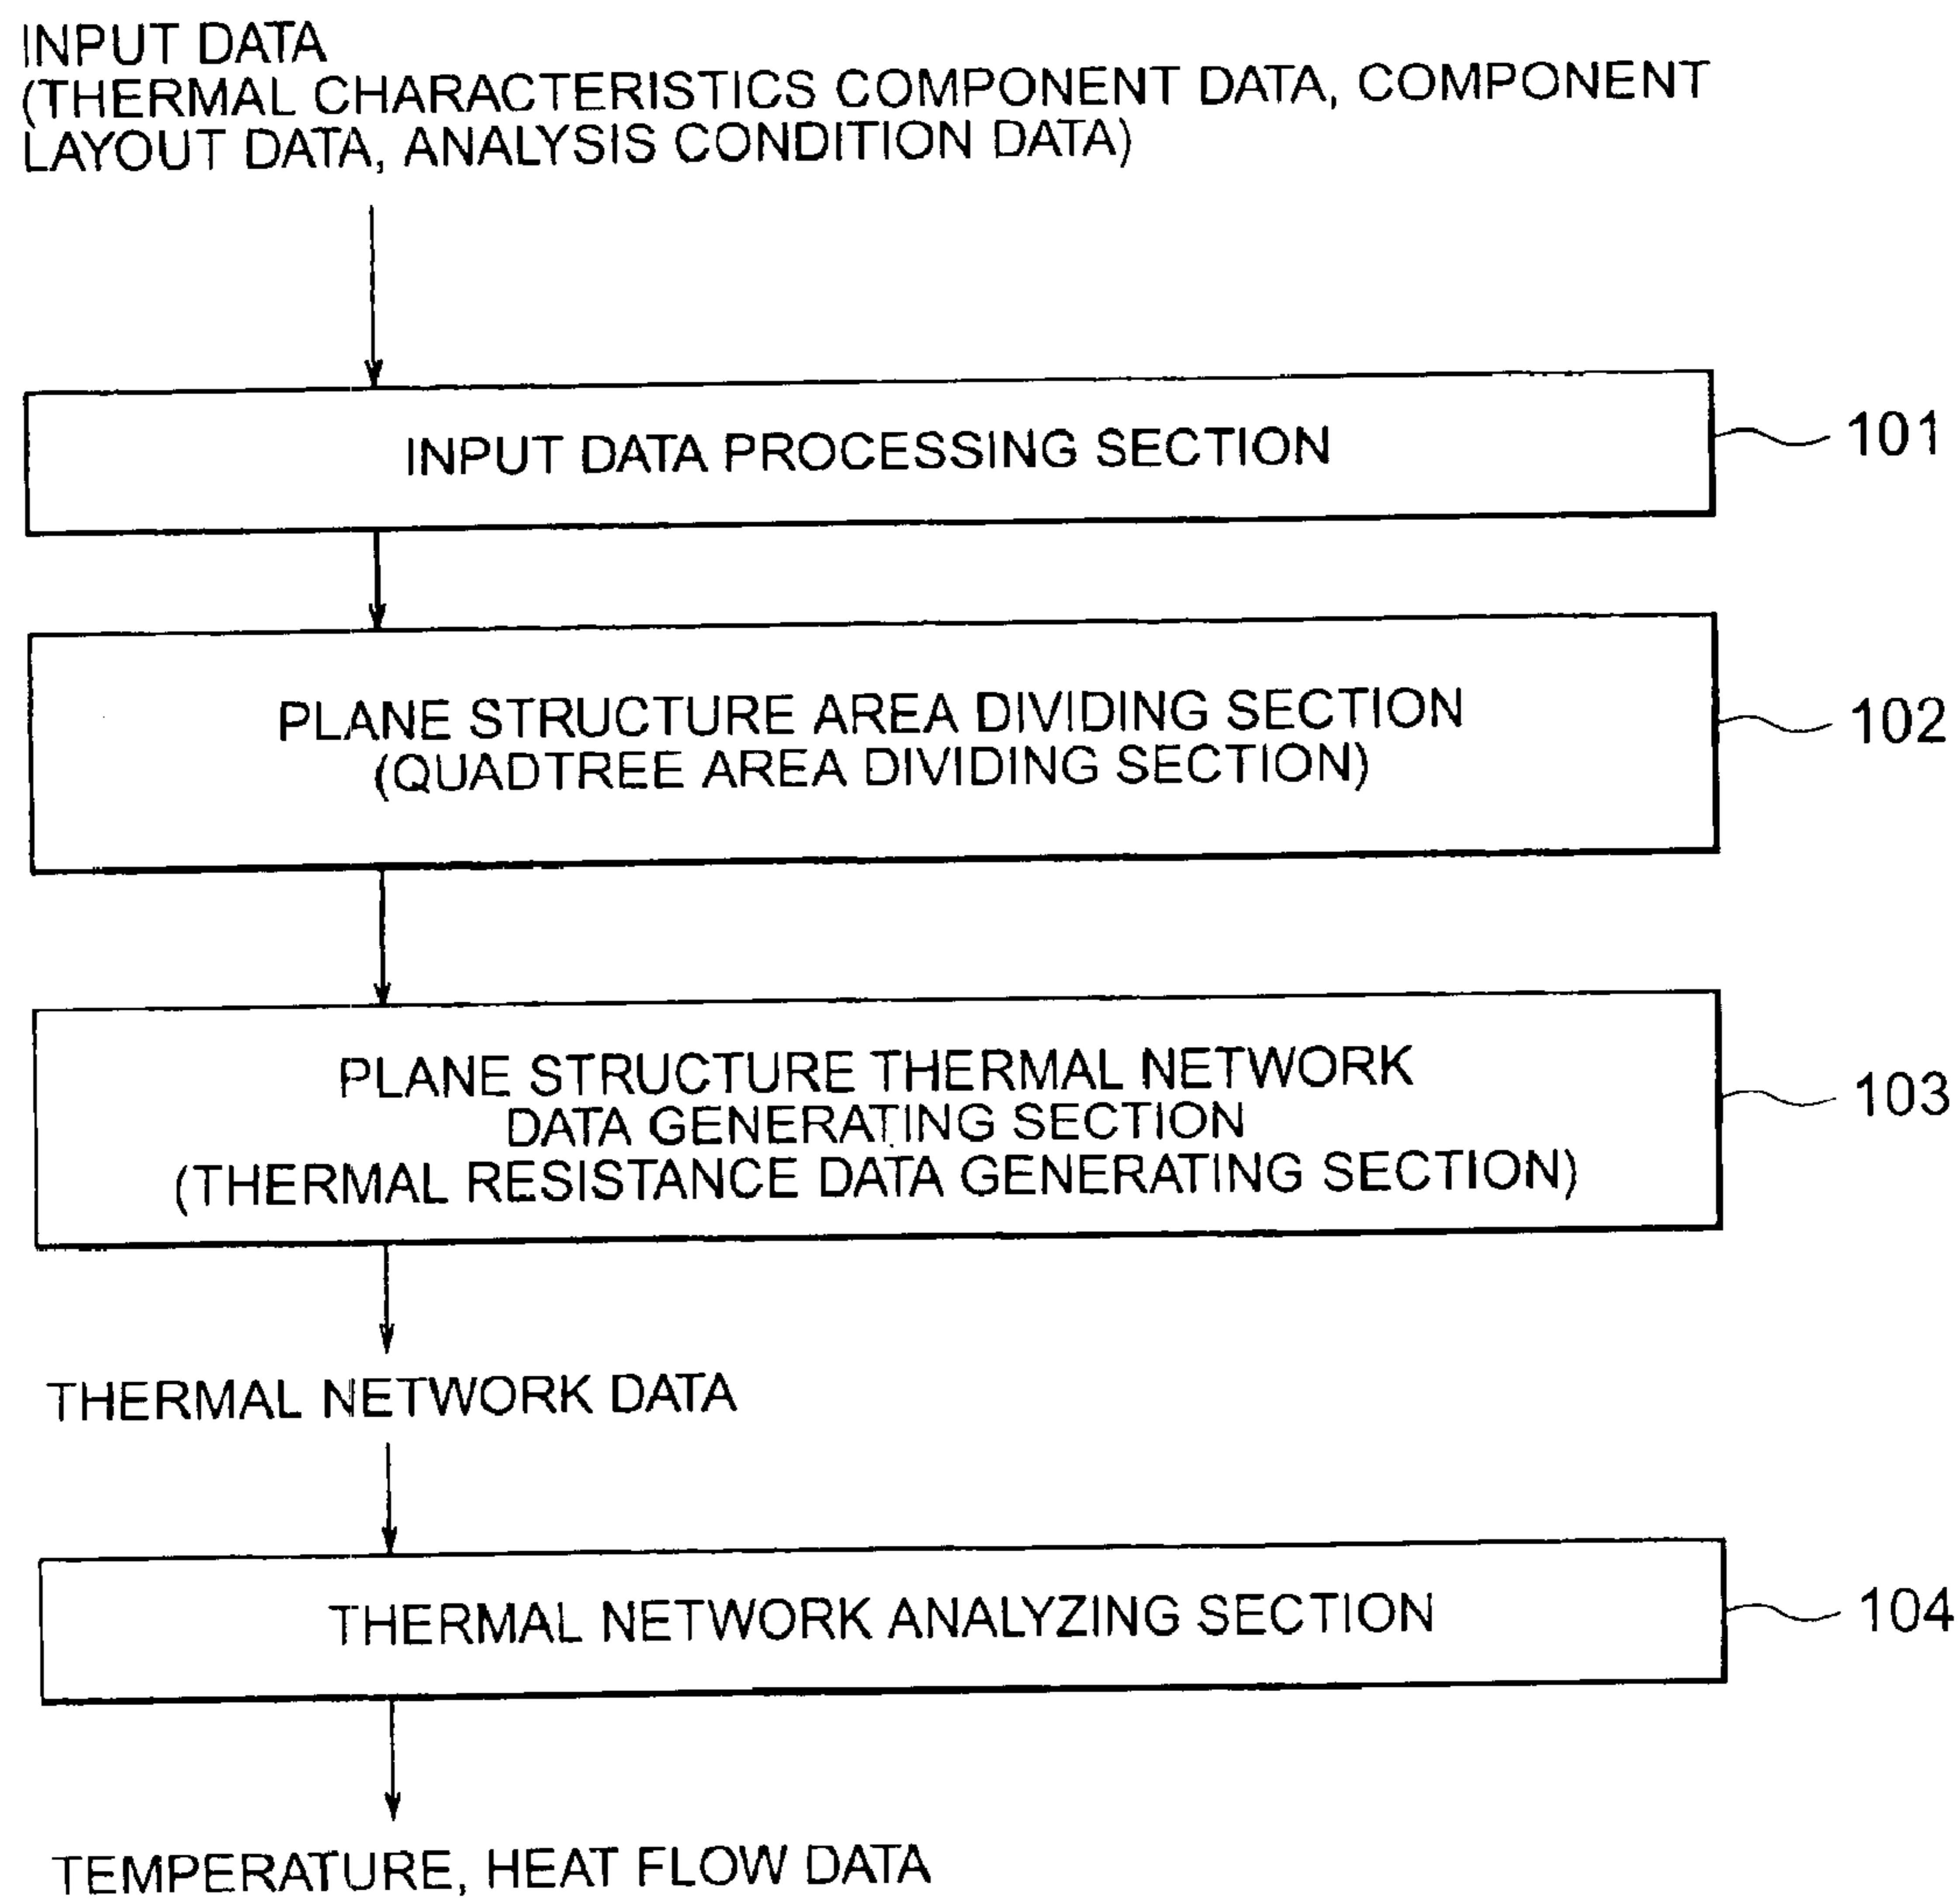 INPUT DATA
(THERMAL CHARACTERISTICS COMPONENT DATA, COMPONENT
LAYOUT DATA, ANALYSIS CONDITION DATA)
INPUT DATA PROCESSING SECTION
101
PLANE STRUCTURE AREA DIVIDING SECTION
(QUADTREE AREA DIVIDING SECTION)
102
PLANE STRUCTURE THERMAL NETWORK
DATA GENERATING SECTION
(THERMAL RESISTANCE DATA GENERATING SECTION)
103
THERMAL NETWORK DATA
THERMAL NETWORK ANALYZING SECTION
104
TEMPERATURE, HEAT FLOW DATA